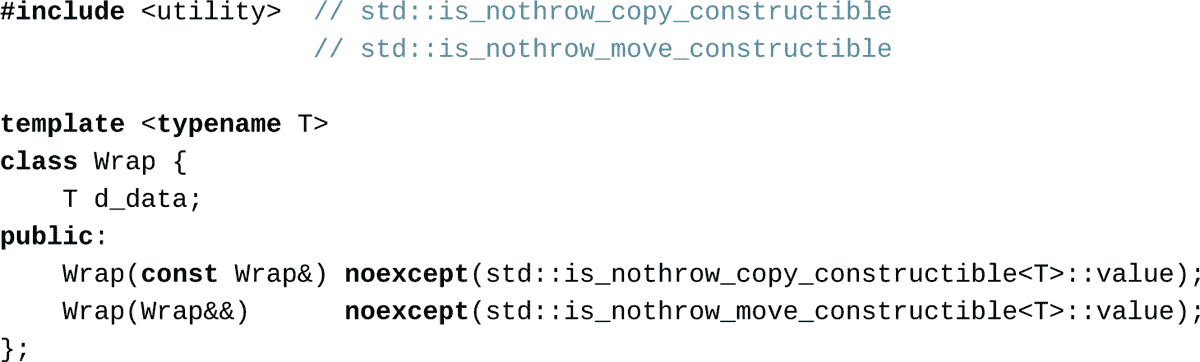 #include <utility>  // std::is_nothrow_copy_constructible
                    // std::is_nothrow_move_constructible
template <typename T>
class Wrap {
    T d_data;
public:
    Wrap(const Wrap&) noexcept(std::is_nothrow_copy_constructible<T>::value);
    Wrap(Wrap&&)      noexcept(std::is_nothrow_move_constructible<T>::value);
};